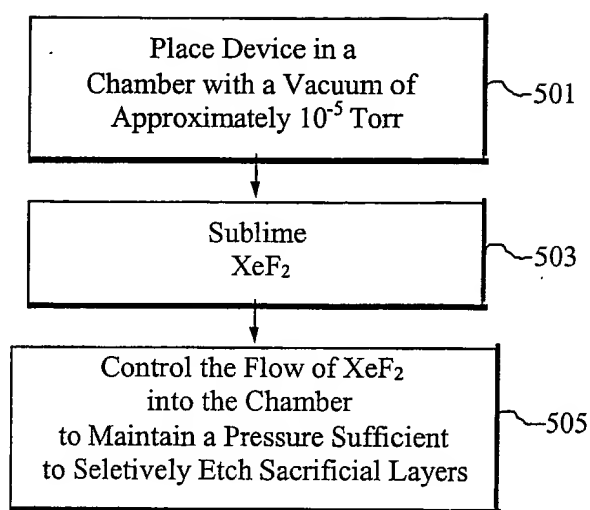 Place Device in a
Chamber with a Vacuum of
Approximately 10⁻⁵ Torr
501
Sublime
XeF₂
503
Control the Flow of XeF₂
into the Chamber
to Maintain a Pressure Sufficient
to Seletively Etch Sacrificial Layers
505